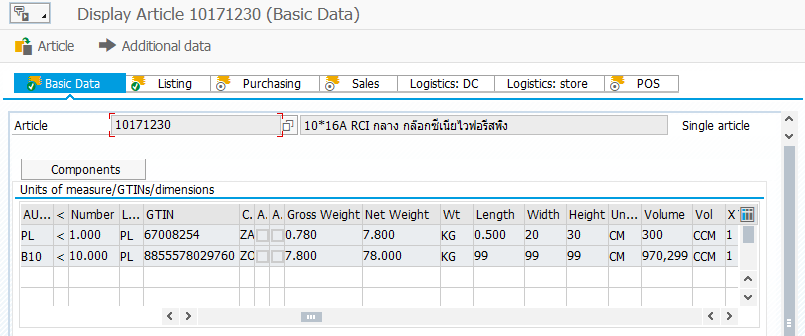 Display Article 10171230 (Basic Data)
Article Additional data
Basic Data Listing Purchasing Sales Logistics: DC Logistics: store POS
Article 10171230 10*16A RCI กลาง กล๊อกซิเนียไวฟอรีสพิง Single article
Components
Units of measure/GTINs/dimensions
AU... < Number L... GTIN C. A. A. Gross Weight Net Weight Wt Length Width Height Un... Volume Vol X
PL < 1.000 PL 67008254 ZA 0.780 7.800 KG 0.500 20 30 CM 300 CCM 1
B10 < 10.000 PL 8855578029760 ZC 7.800 78.000 KG 99 99 99 CM 970,299 CCM 1